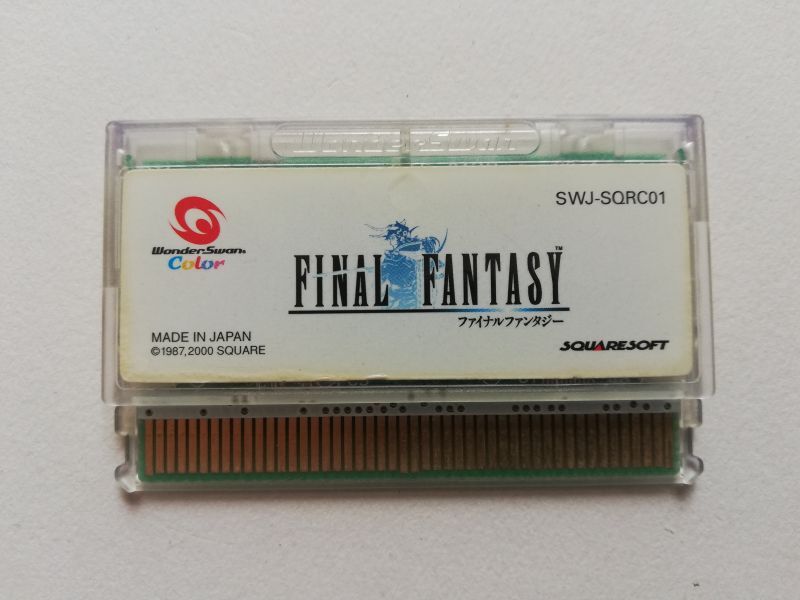 WonderSwan
SWJ-SQRC01
WonderSwan®
Color
FINAL FANTASY™
ファイナルファンタジー
MADE IN JAPAN
©1987,2000 SQUARE
SQUARESOFT